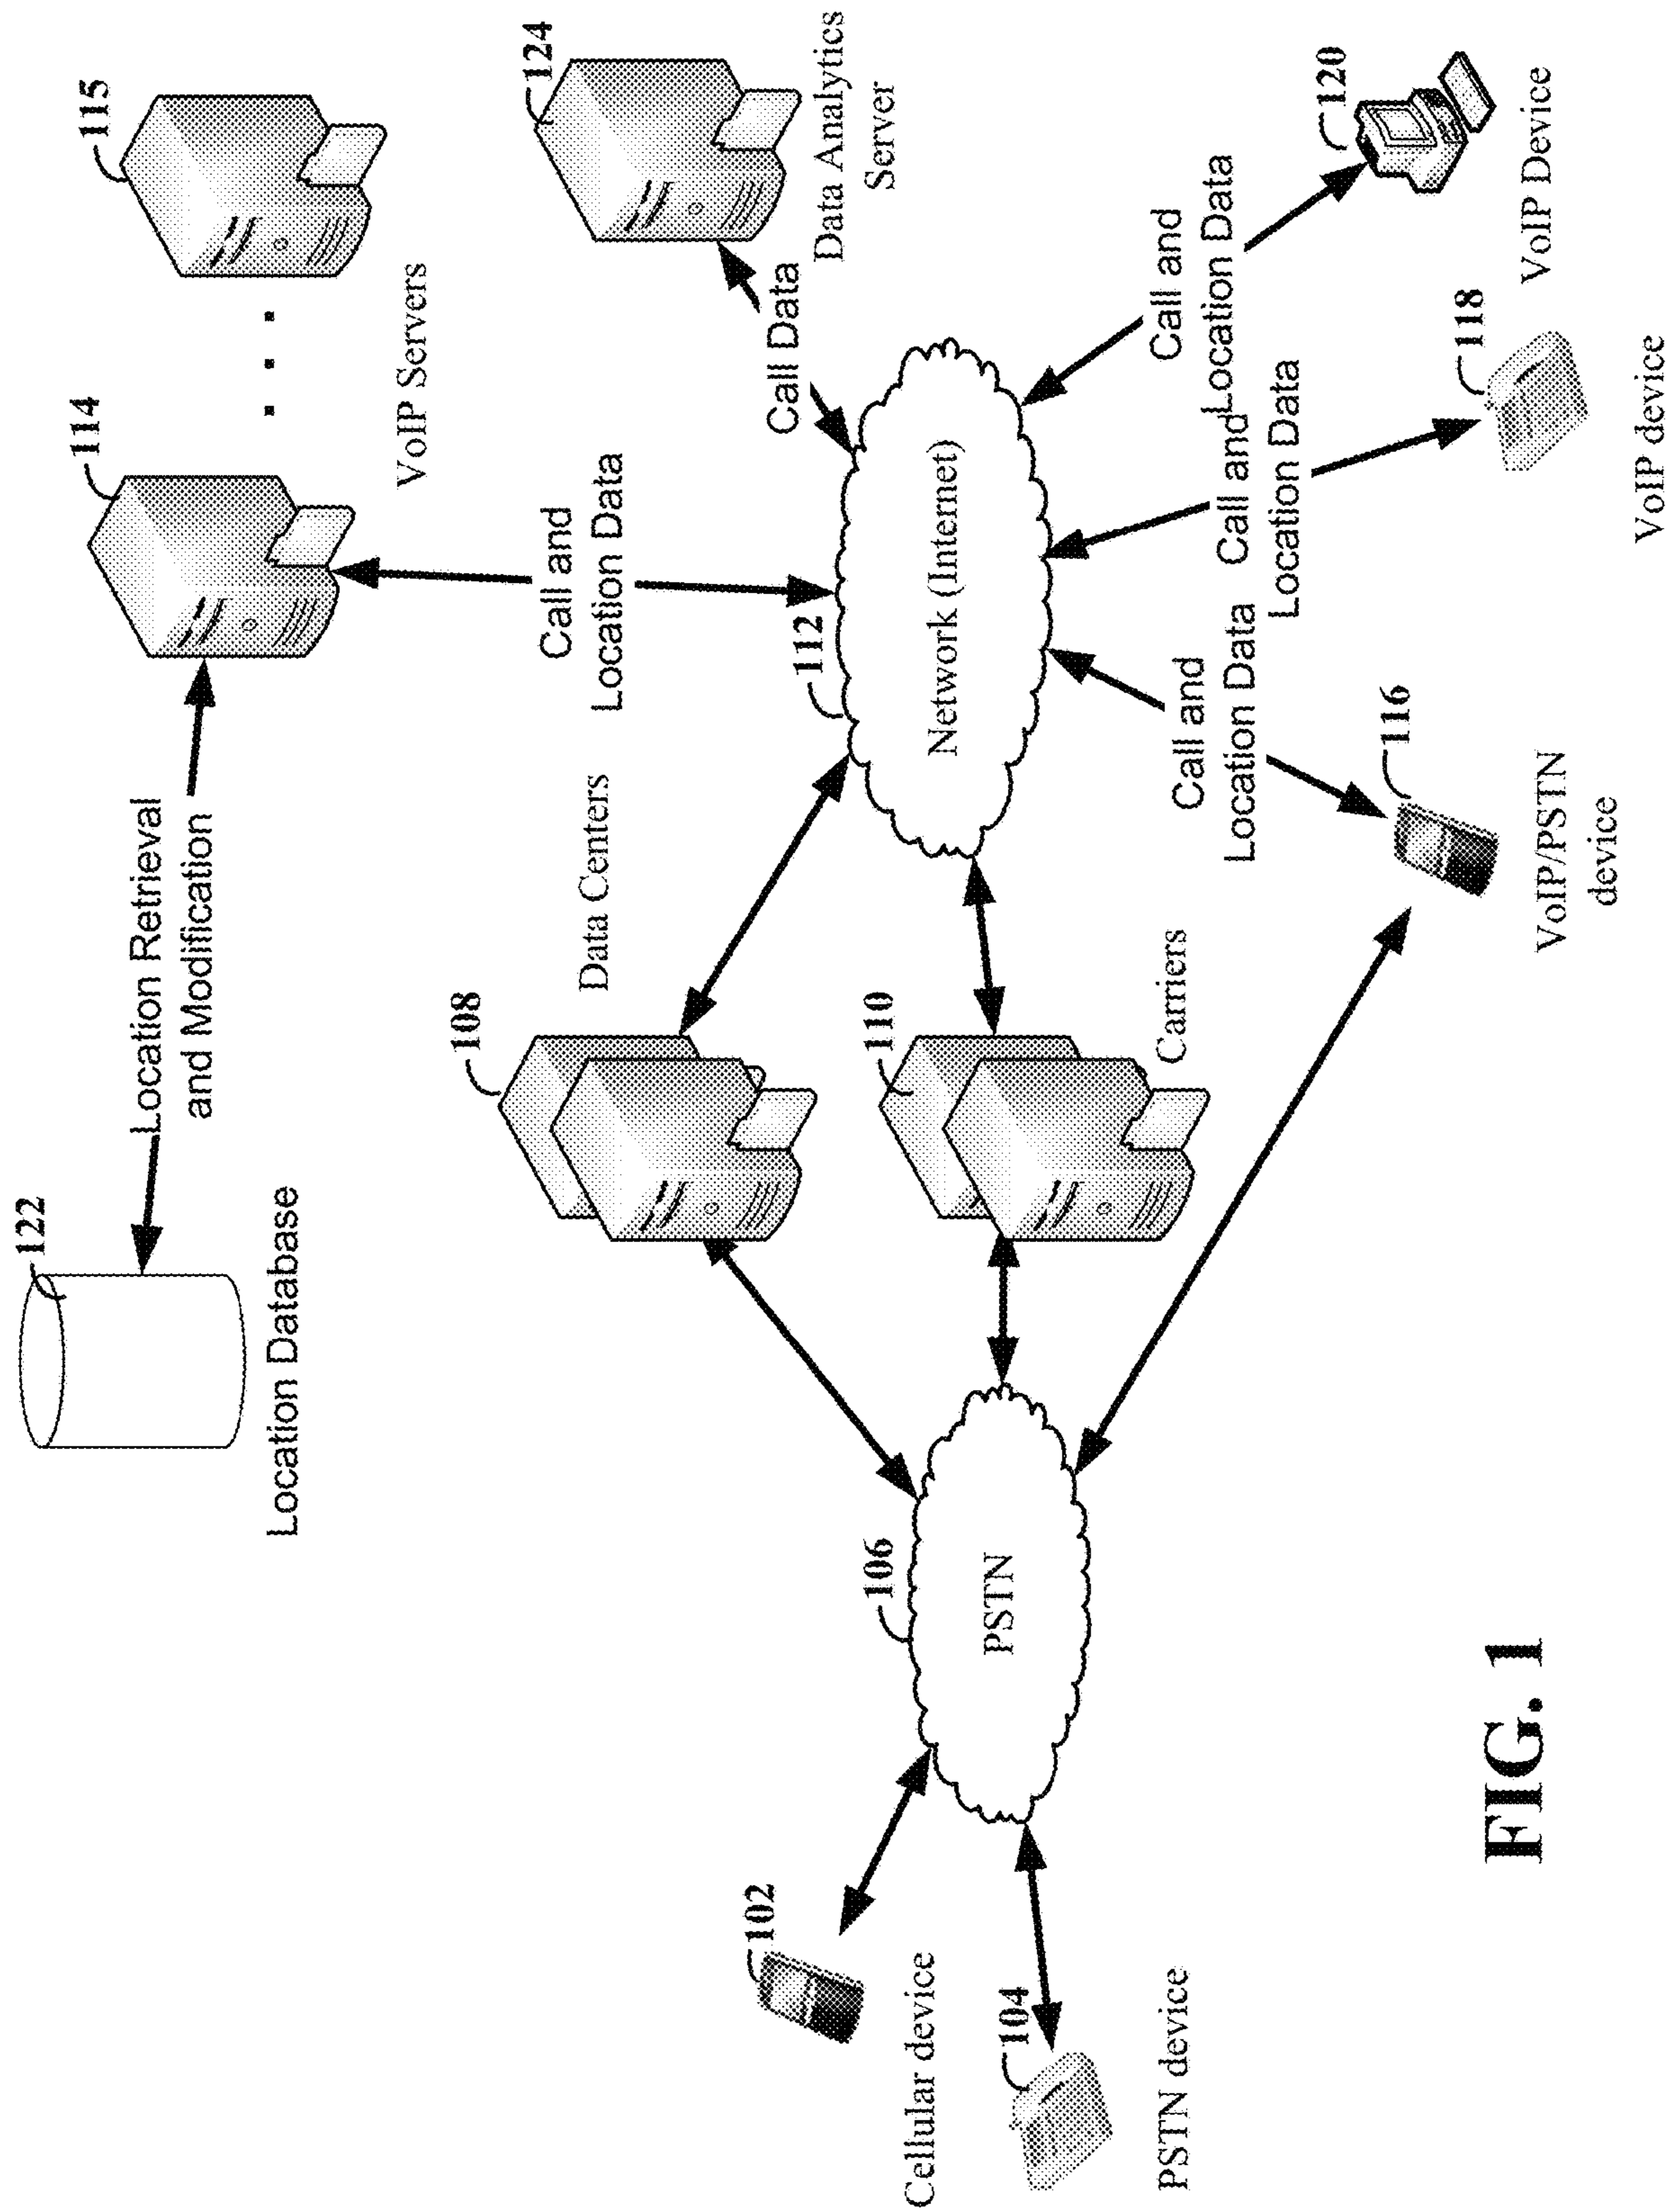 122
Location Database
Location Retrieval
and Modification
114
115
VoIP Servers
108
Data Centers
Call and
Location Data
124
Data Analytics
Server
Call Data
102
Cellular device
104
PSTN device
106
PSTN
110
Carriers
112
Network (Internet)
Call and
Location Data
Call and
Location Data
Call and
Location Data
116
VoIP/PSTN
device
118
VoIP device
120
VoIP Device
FIG. 1